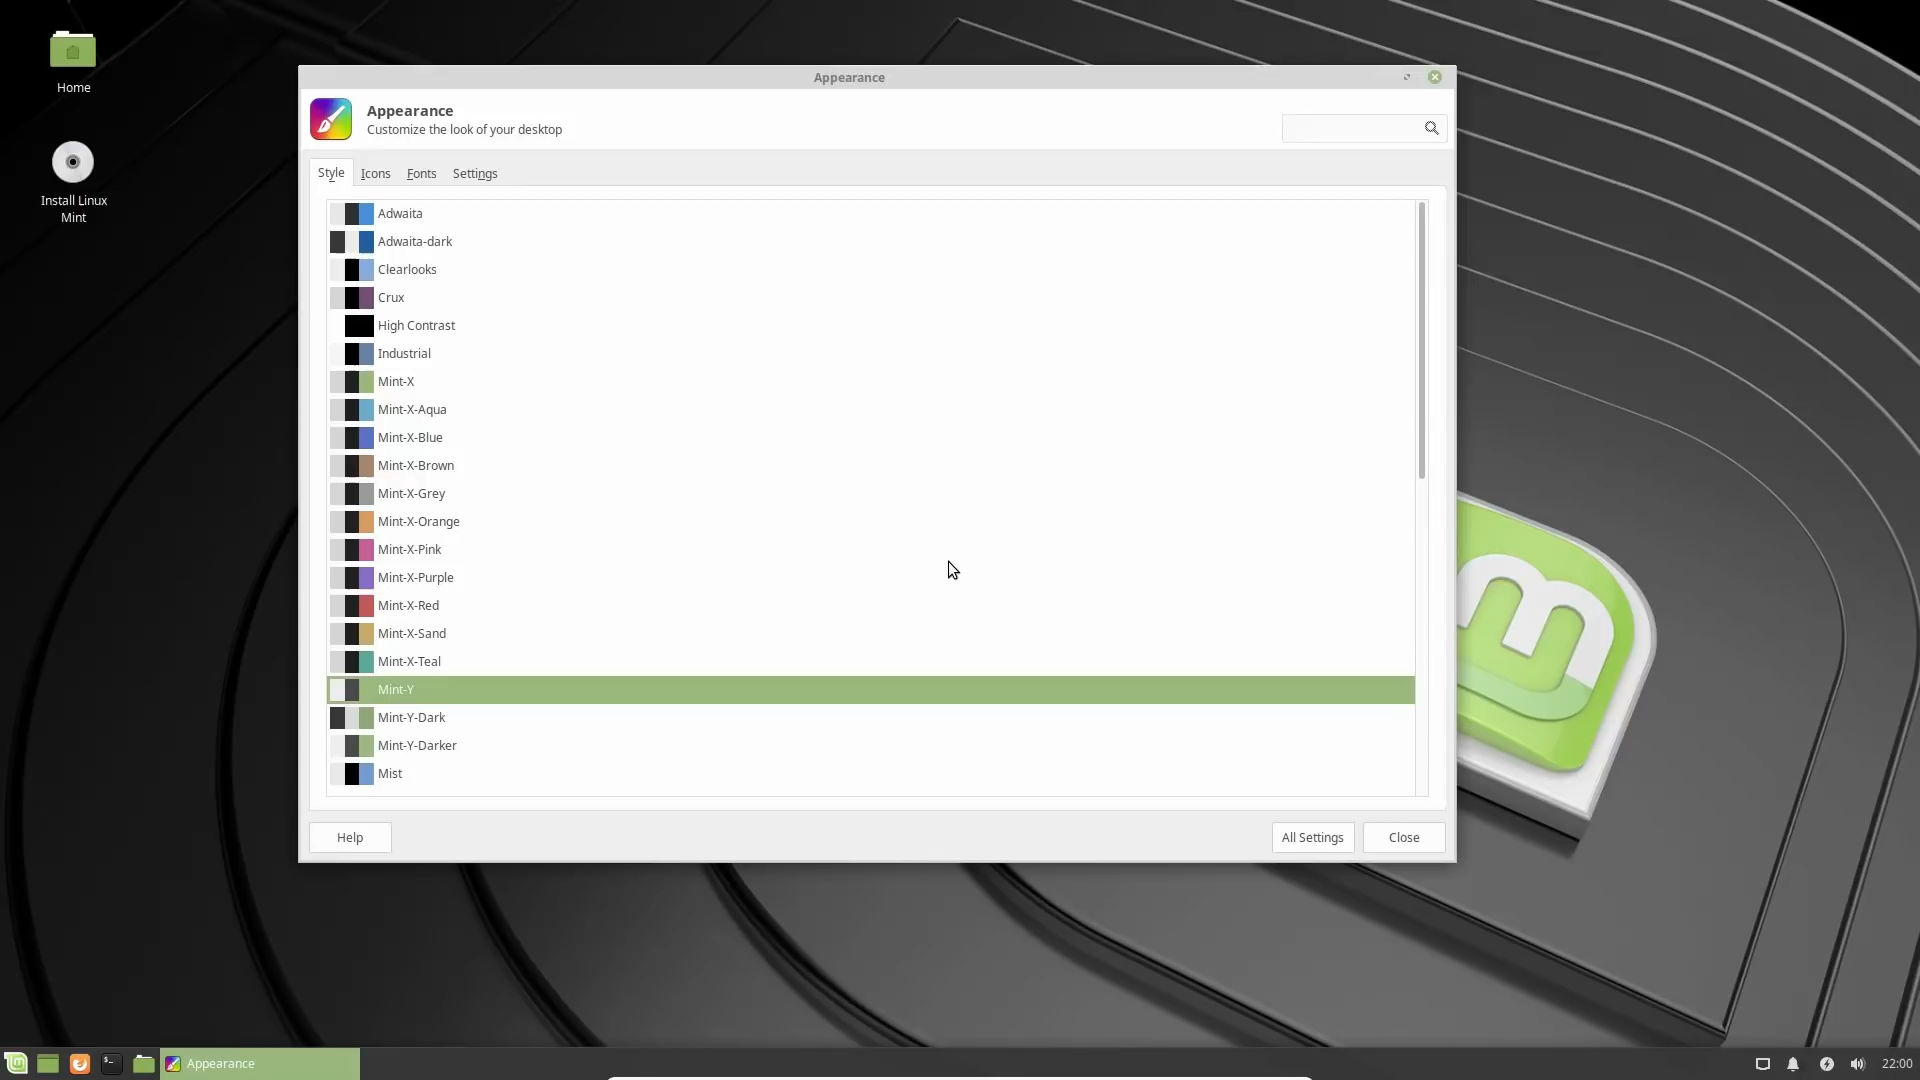 Home
Install Linux
Mint
Appearance
Appearance
Customize the look of your desktop
Style
Icons
Fonts
Settings
Adwaita
Adwaita-dark
Clearlooks
Crux
High Contrast
Industrial
Mint-X
Mint-X-Aqua
Mint-X-Blue
Mint-X-Brown
Mint-X-Grey
Mint-X-Orange
Mint-X-Pink
Mint-X-Purple
Mint-X-Red
Mint-X-Sand
Mint-X-Teal
Mint-Y
Mint-Y-Dark
Mint-Y-Darker
Mist
Help
All Settings
Close
Appearance
22:00